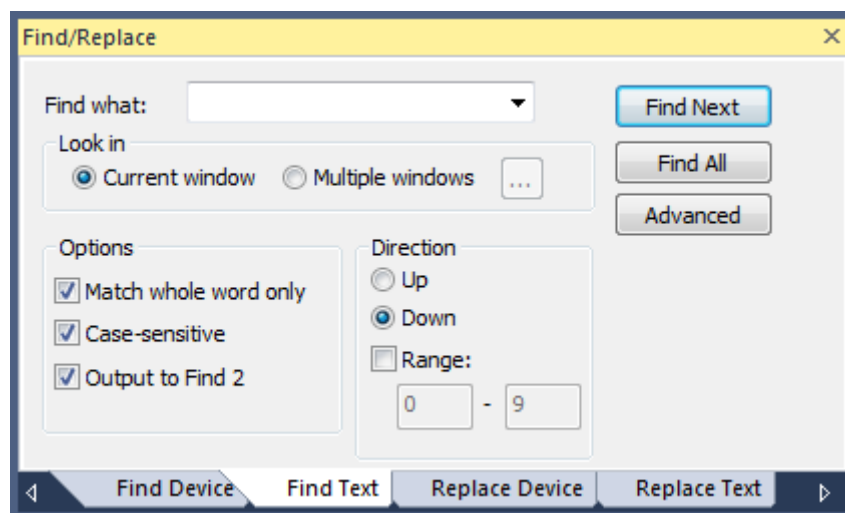 Find/Replace
Find what:
Find Next
Look in
Current window Multiple windows ...
Find All
Advanced
Options
Match whole word only
Case-sensitive
Output to Find 2
Direction
Up
Down
Range:
0 - 9
Find Device Find Text Replace Device Replace Text